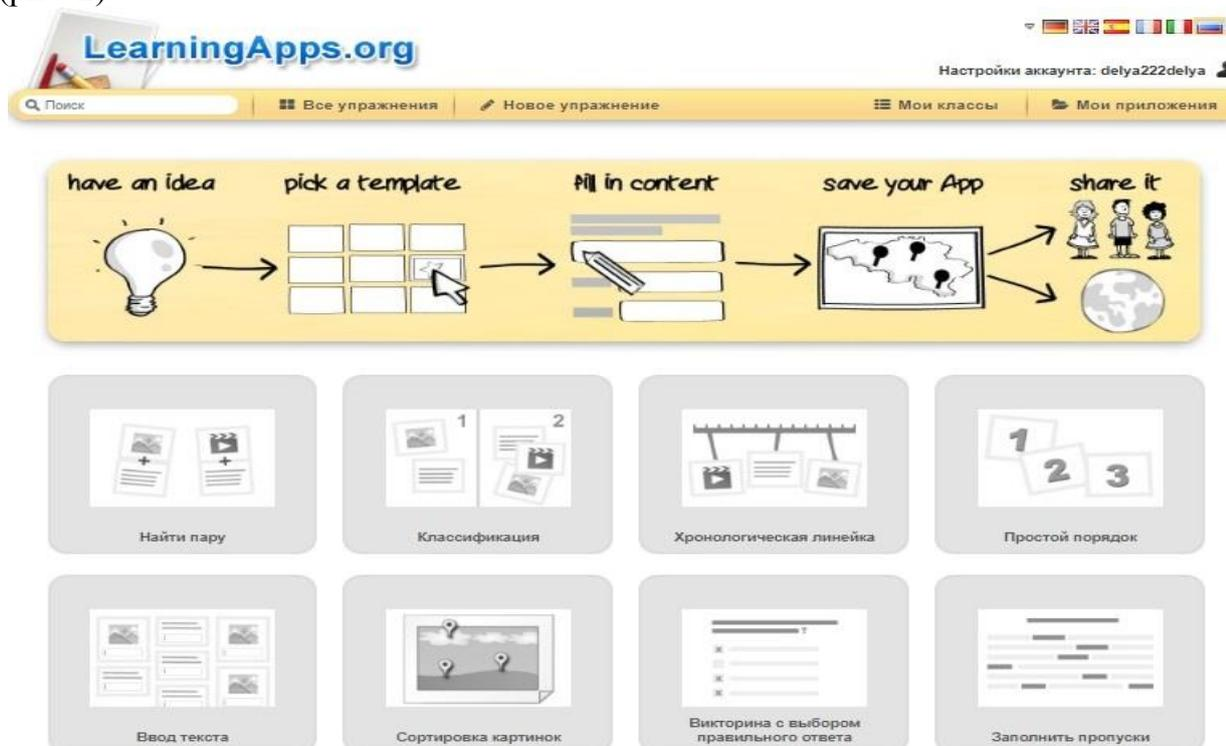 LearningApps.org
Настройки аккаунта: delya222delya
Поиск
Все упражнения
Новое упражнение
Мои классы
Мои приложения
have an idea
pick a template
fill in content
save your App
share it
1
2
1
2
3
Найти пару
Классификация
Хронологическая линейка
Простой порядок
?
Ввод текста
Сортировка картинок
Викторина с выбором
правильного ответа
Заполнить пропуски